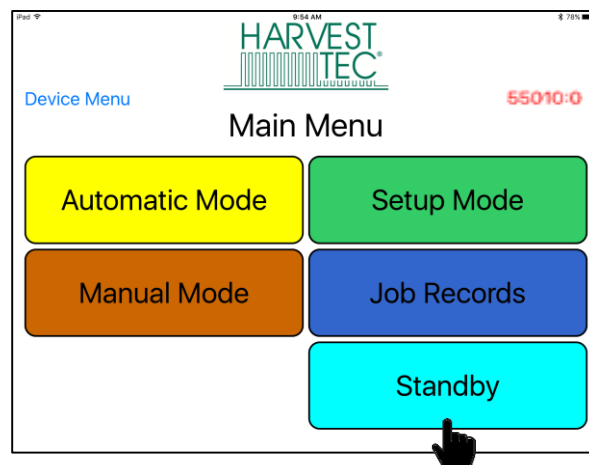 iPad 9:54 AM 78%
HARVEST
TEC®
Device Menu 55010:0
Main Menu
Automatic Mode Setup Mode
Manual Mode Job Records
Standby